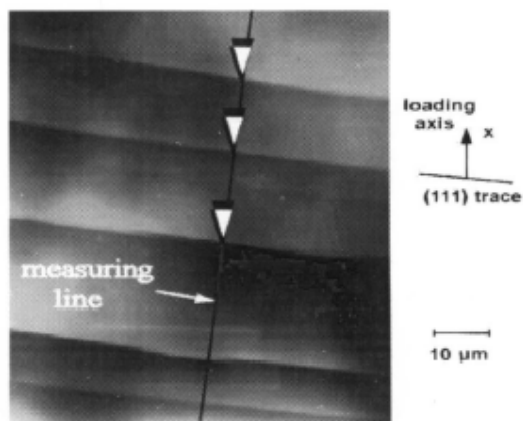 loading
axis
x
(111) trace
measuring
line
10 µm